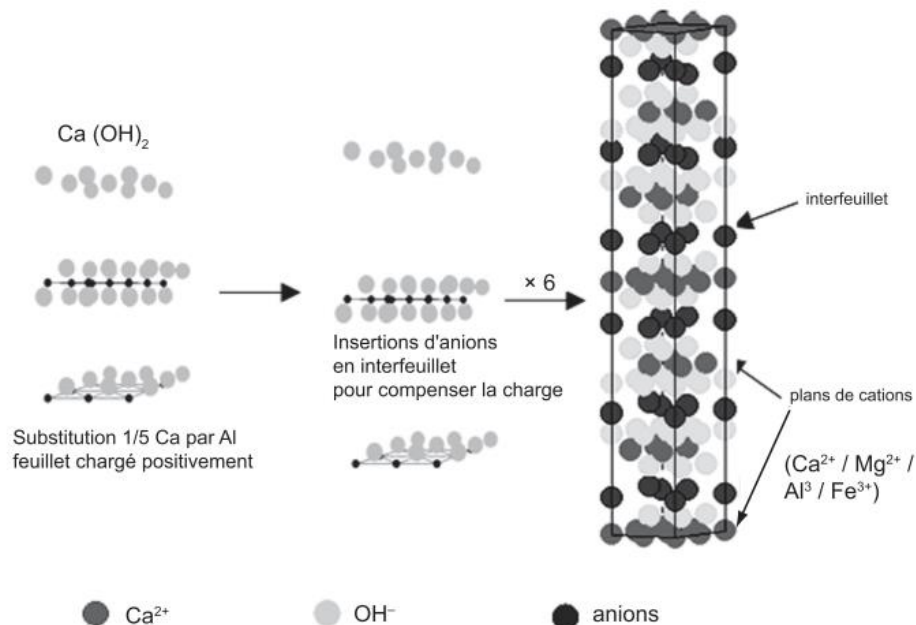 Ca (OH)₂
Substitution 1/5 Ca par Al
feuillet chargé positivement
Insertions d'anions
en interfeuillet
pour compenser la charge
× 6
interfeuillet
plans de cations
(Ca²⁺ / Mg²⁺ /
Al³ / Fe³⁺)
Ca²⁺
OH⁻
anions